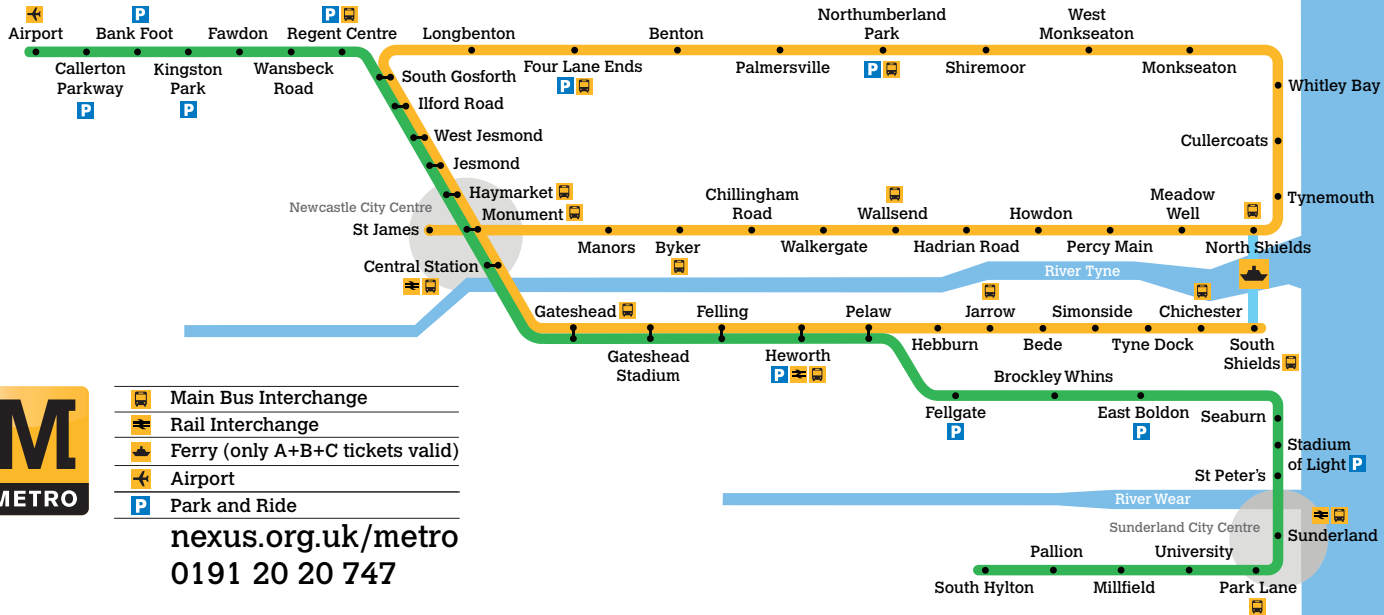 Airport
Bank Foot
Fawdon
Regent Centre
Callerton
Parkway
Kingston
Park
Wansbeck
Road
P
P
P
P
Longbenton
Four Lane Ends
P
Benton
Palmersville
Northumberland
Park
P
Shiremoor
West
Monkseaton
Monkseaton
Whitley Bay
Cullercoats
Tynemouth
South Gosforth
Ilford Road
West Jesmond
Jesmond
Haymarket
Newcastle City Centre
Monument
St James
Central Station
Manors
Byker
Chillingham
Road
Walkergate
Wallsend
Hadrian Road
Howdon
Percy Main
Meadow
Well
North Shields
River Tyne
Gateshead
Gateshead
Stadium
Felling
Heworth
P
Pelaw
Hebburn
Jarrow
Bede
Simonside
Tyne Dock
Chichester
South
Shields
Fellgate
P
Brockley Whins
East Boldon
P
Seaburn
Stadium
of Light P
St Peter's
River Wear
Sunderland City Centre
Sunderland
Park Lane
University
Millfield
Pallion
South Hylton
M
METRO
Main Bus Interchange
Rail Interchange
Ferry (only A+B+C tickets valid)
Airport
P Park and Ride
nexus.org.uk/metro
0191 20 20 747